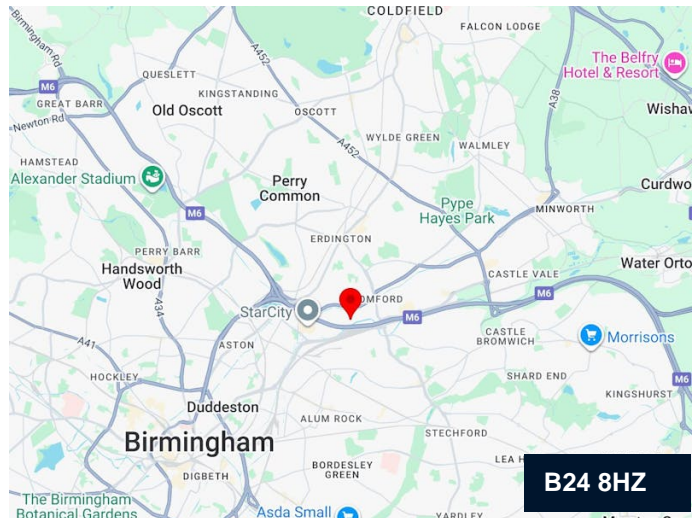 COLDFIELD
FALCON LODGE
Birmingham Rd
A452
The Belfry
Hotel & Resort
M6
QUESLETT
KINGSTANDING
A38
GREAT BARR
Old Oscott
OSCOTT
Wishaw
Newton Rd
WYLDE GREEN
A452
WALMLEY
HAMSTEAD
Alexander Stadium
Perry
Common
Curdwo
Pype
Hayes Park
MINWORTH
M6
ERDINGTON
PERRY BARR
Handsworth
Wood
Water Orto
CASTLE VALE
M6
A34
StarCity
OMFORD
M6
CASTLE
BROMWICH
Morrisons
A41
ASTON
HOCKLEY
SHARD END
M6
KINGSHURST
Duddeston
ALUM ROCK
STECHFORD
Birmingham
LEA H
BORDESLEY
GREEN
DIGBETH
B24 8HZ
The Birmingham
Botanical Gardens
Asda Small
YARDLEY